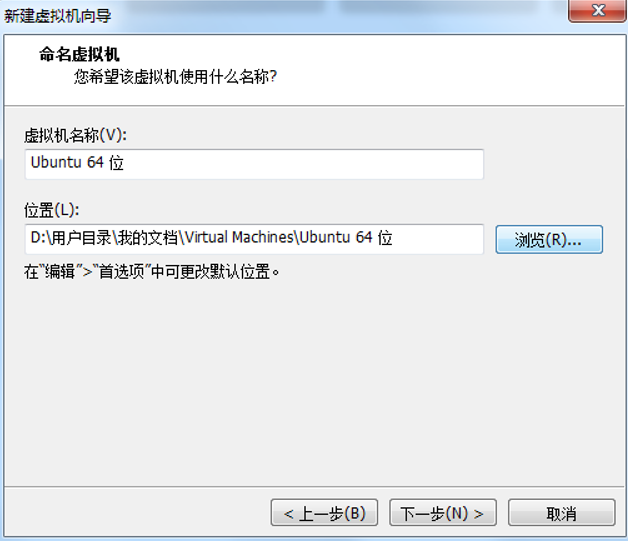 新建虚拟机向导
命名虚拟机
您希望该虚拟机使用什么名称?
虚拟机名称(V):
Ubuntu 64 位
位置(L):
D:\用户目录\我的文档\Virtual Machines\Ubuntu 64 位
浏览(R)...
在“编辑”>“首选项”中可更改默认位置。
< 上一步(B)
下一步(N) >
取消